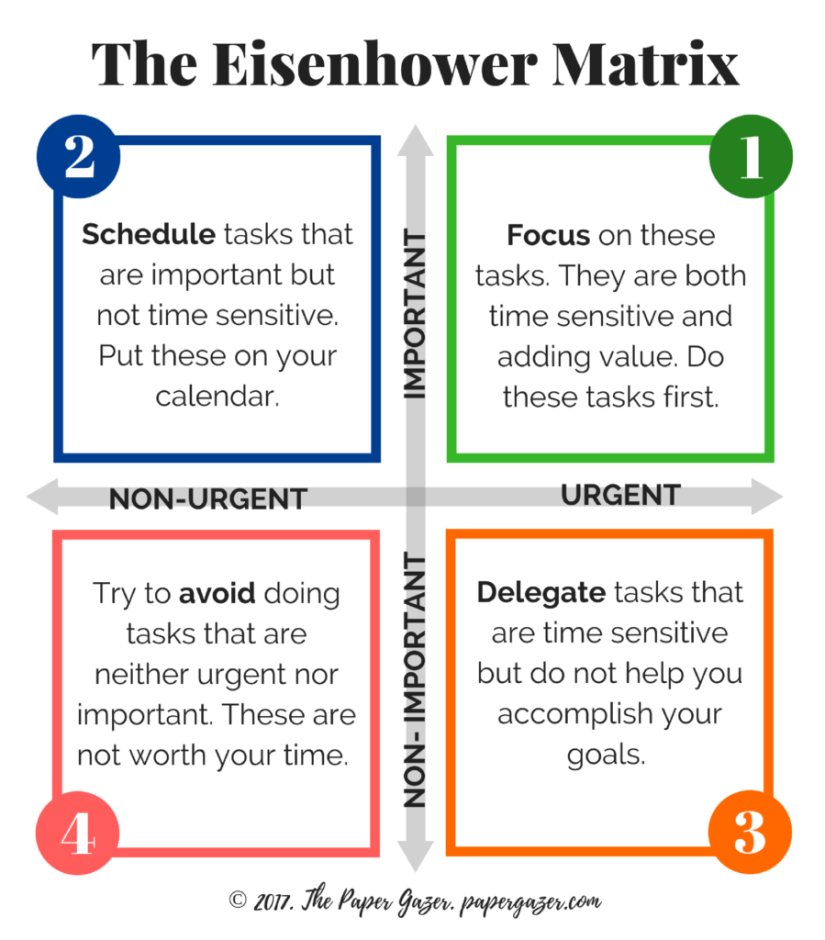 The Eisenhower Matrix
2
Schedule tasks that
are important but
not time sensitive.
Put these on your
calendar.
1
Focus on these
tasks. They are both
time sensitive and
adding value. Do
these tasks first.
IMPORTANT
NON-URGENT
URGENT
NON- IMPORTANT
Try to avoid doing
tasks that are
neither urgent nor
important. These are
not worth your time.
4
Delegate tasks that
are time sensitive
but do not help you
accomplish your
goals.
3
© 2017. The Paper Gazer. papergazer.com